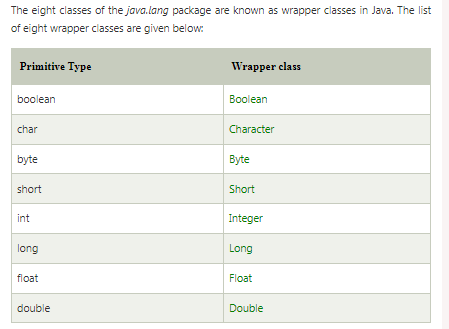 The eight classes of the java.lang package are known as wrapper classes in Java. The list
of eight wrapper classes are given below:
Primitive Type Wrapper class
boolean Boolean
char Character
byte Byte
short Short
int Integer
long Long
float Float
double Double